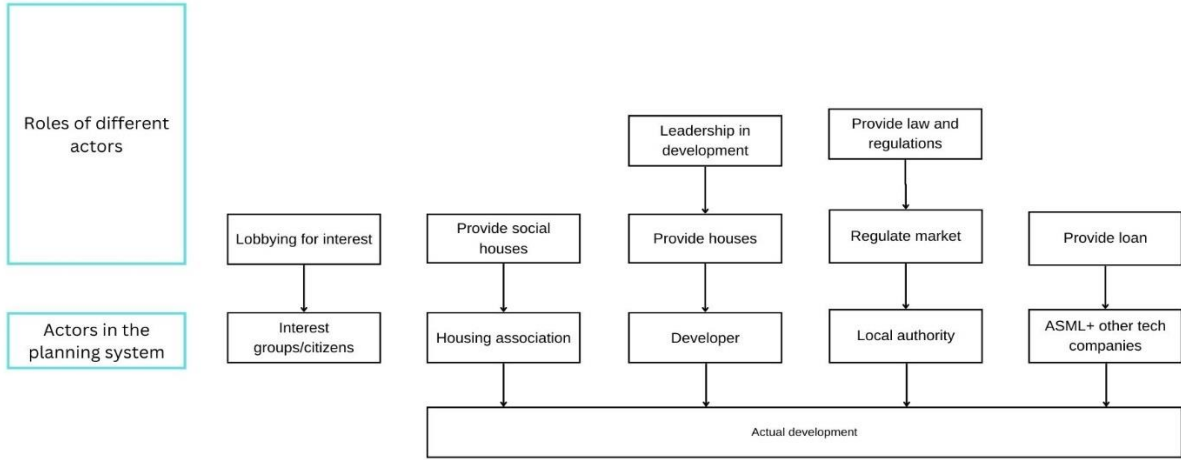 Roles of different
actors
Leadership in
development
Provide law and
regulations
Lobbying for interest
Provide social
houses
Provide houses
Regulate market
Provide loan
Actors in the
planning system
Interest
groups/citizens
Housing association
Developer
Local authority
ASML+ other tech
companies
Actual development